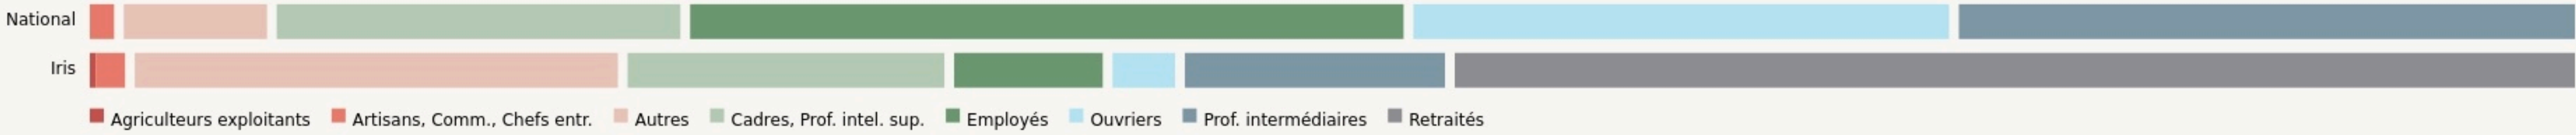 National
Iris
Agriculteurs exploitants Artisans, Comm., Chefs entr. Autres Cadres, Prof. intel. sup. Employés Ouvriers Prof. intermédiaires Retraités